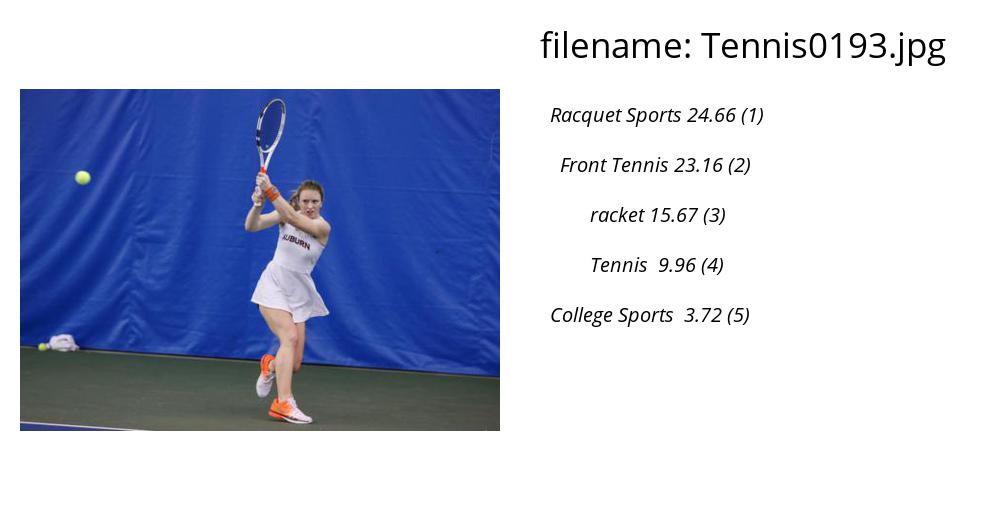 filename: Tennis0193.jpg
Racquet Sports 24.66 (1)
Front Tennis 23.16 (2)
racket 15.67 (3)
Tennis 9.96 (4)
College Sports 3.72 (5)
AUBURN